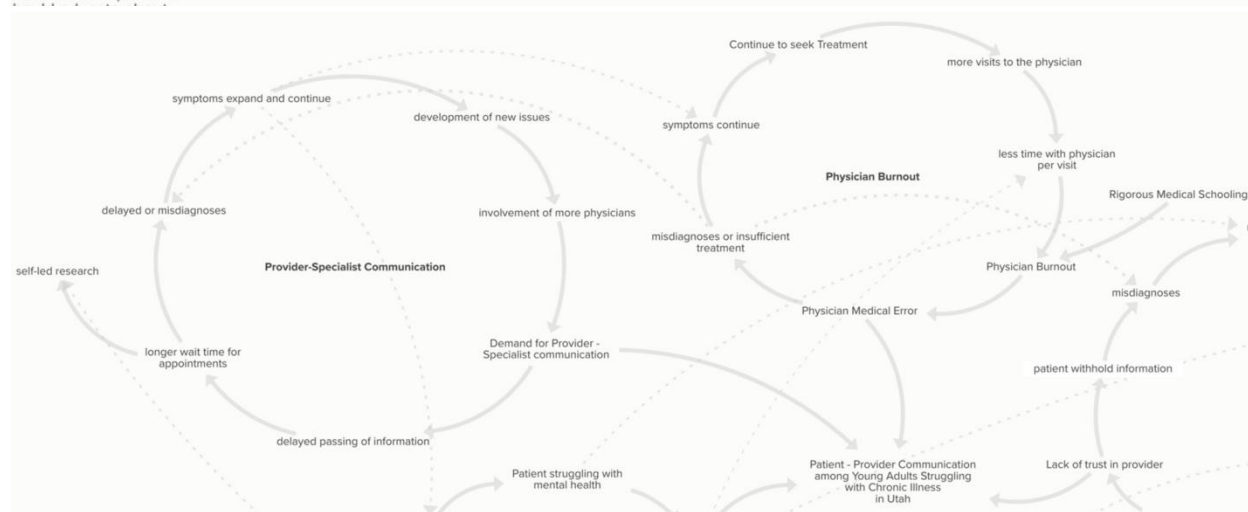 Continue to seek Treatment
more visits to the physician
symptoms expand and continue
development of new issues
symptoms continue
less time with physician
per visit
Physician Burnout
Rigorous Medical Schooling
delayed or misdiagnoses
involvement of more physicians
misdiagnoses or insufficient
treatment
Provider-Specialist Communication
self-led research
Physician Burnout
misdiagnoses
Physician Medical Error
longer wait time for
appointments
Demand for Provider -
Specialist communication
patient withhold information
delayed passing of information
Patient struggling with
mental health
Patient - Provider Communication
among Young Adults Struggling
with Chronic Illness
in Utah
Lack of trust in provider